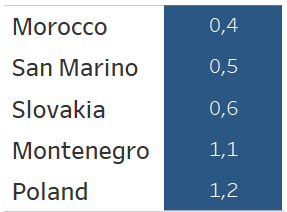 Morocco 0,4
San Marino 0,5
Slovakia 0,6
Montenegro 1,1
Poland 1,2